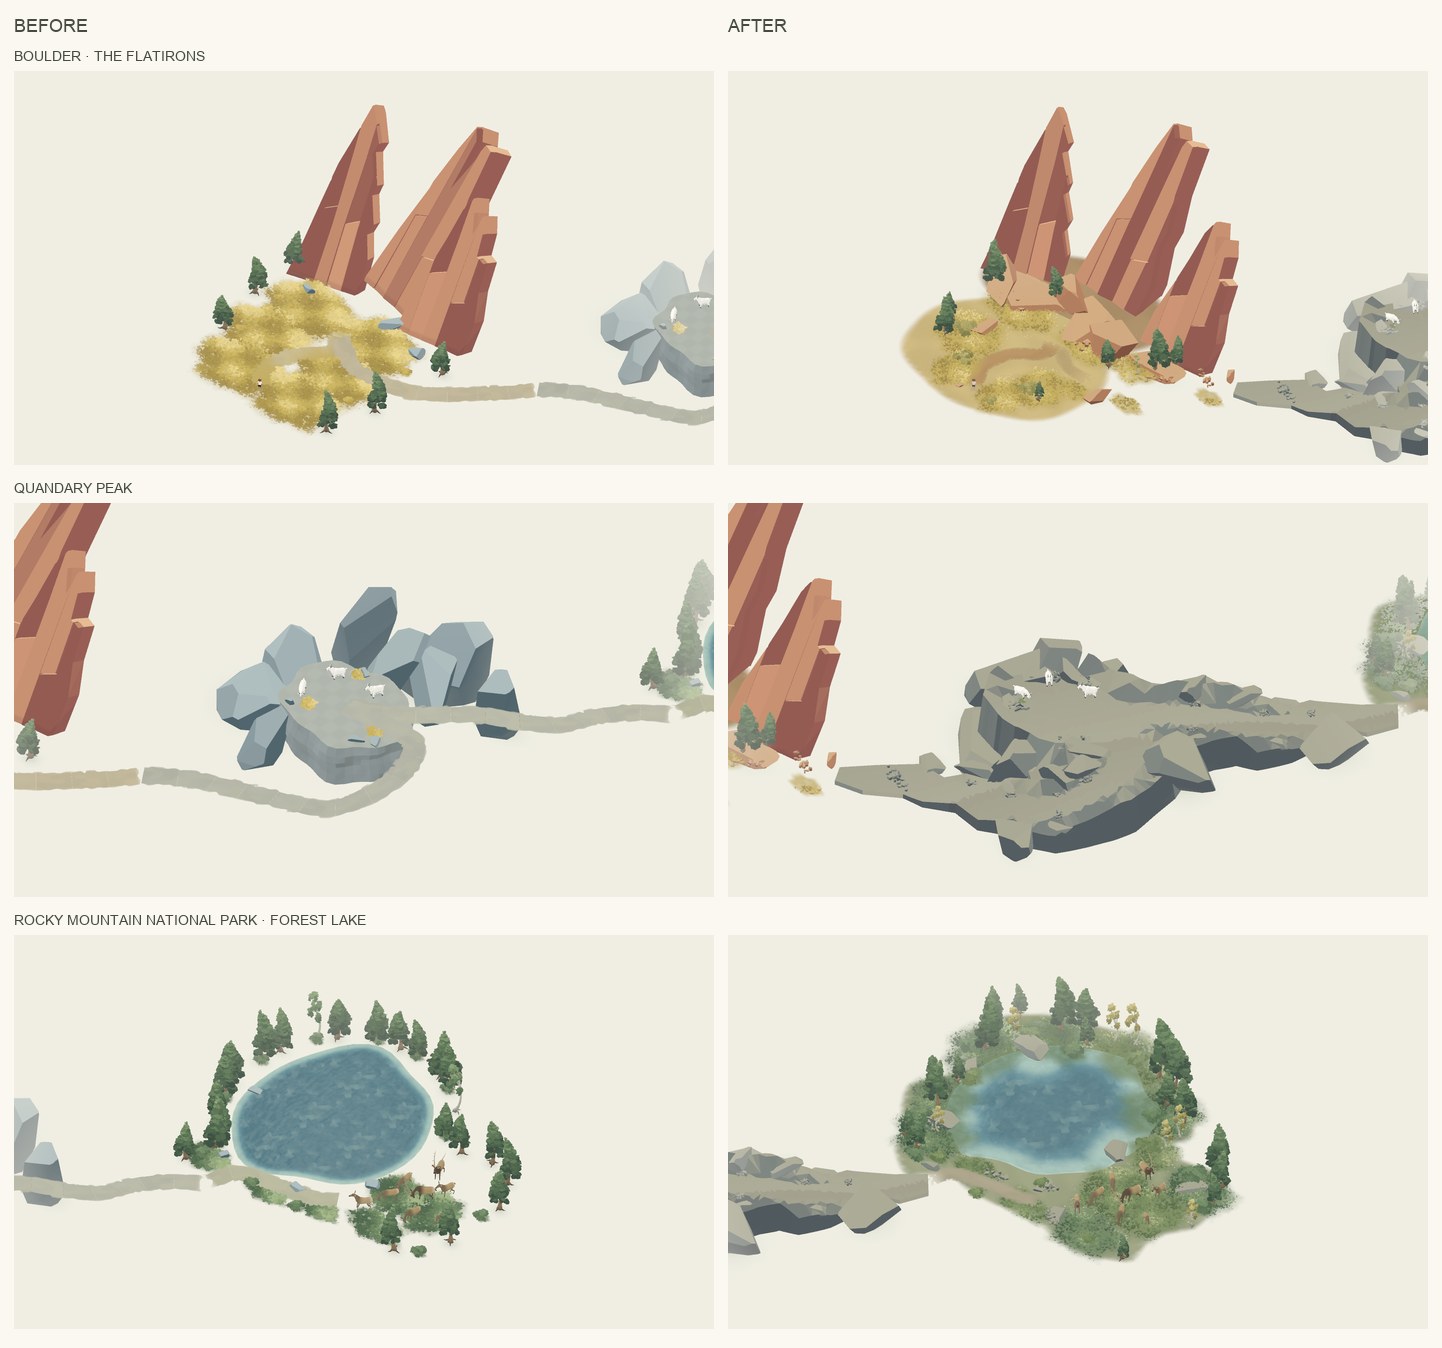 BEFORE
AFTER
BOULDER · THE FLATIRONS
QUANDARY PEAK
ROCKY MOUNTAIN NATIONAL PARK · FOREST LAKE